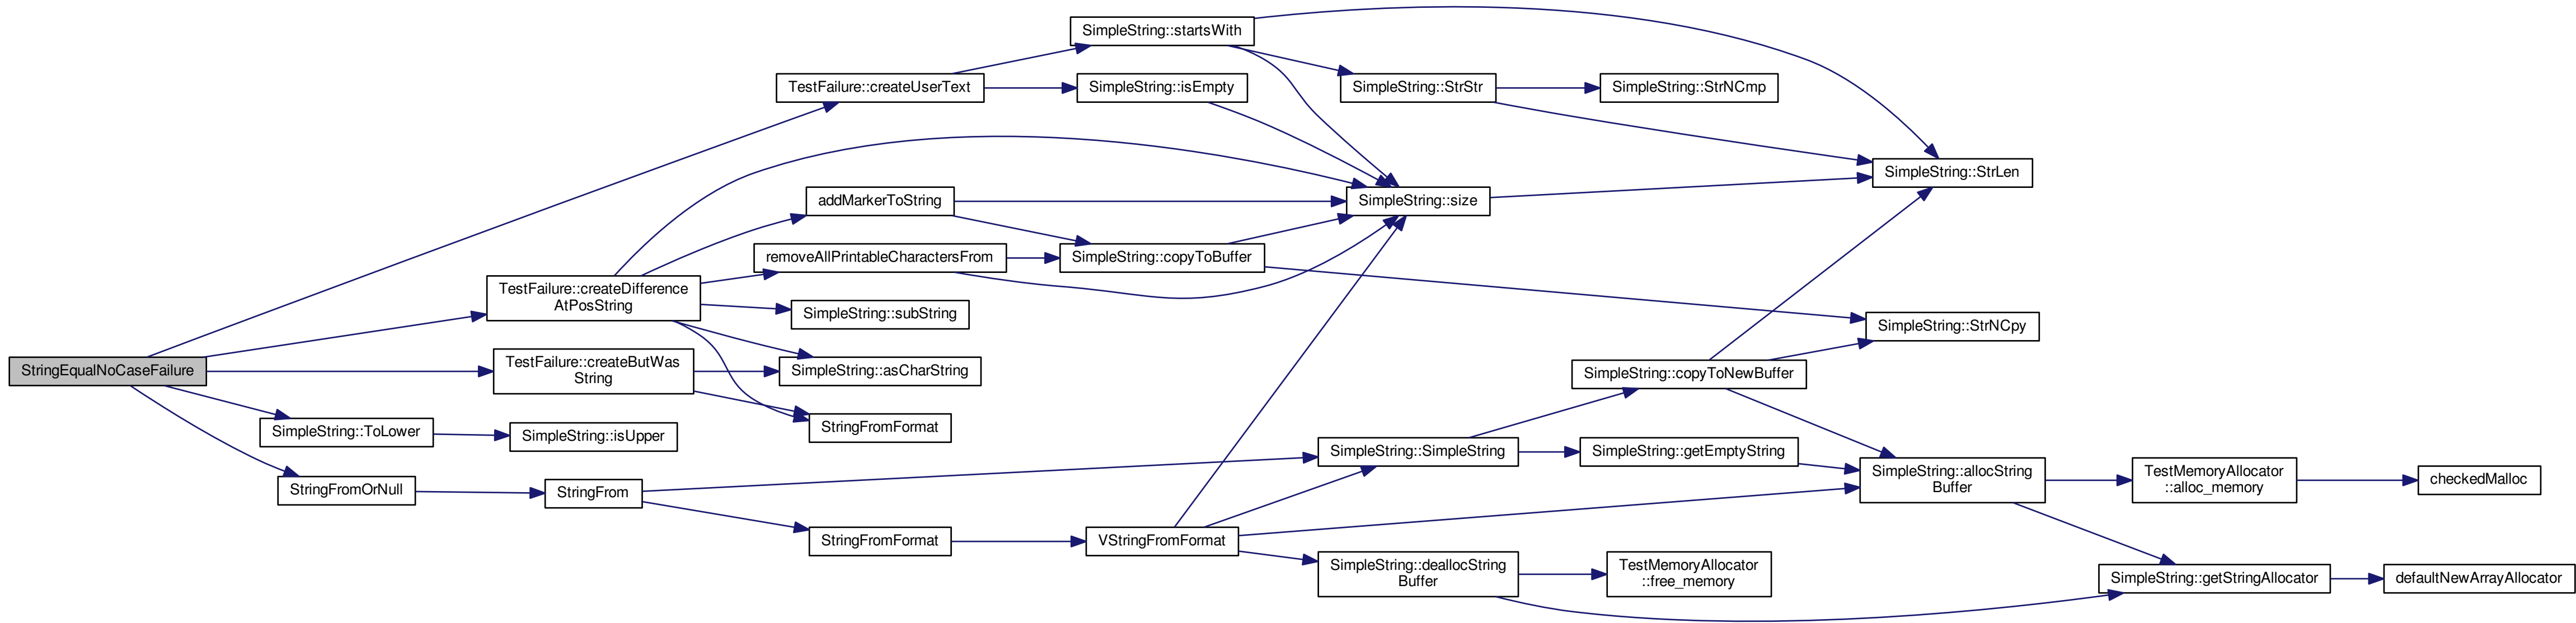 SimpleString::startsWith
TestFailure::createUserText
SimpleString::isEmpty
SimpleString::StrStr
SimpleString::StrNCmp
SimpleString::StrLen
addMarkerToString
SimpleString::size
removeAllPrintableCharactersFrom
SimpleString::copyToBuffer
TestFailure::createDifference
AtPosString
SimpleString::subString
SimpleString::StrNCpy
StringEqualNoCaseFailure
TestFailure::createButWas
String
SimpleString::asCharString
SimpleString::copyToNewBuffer
SimpleString::ToLower
SimpleString::isUpper
StringFromFormat
SimpleString::SimpleString
SimpleString::getEmptyString
SimpleString::allocString
Buffer
TestMemoryAllocator
::alloc_memory
checkedMalloc
StringFromOrNull
StringFrom
StringFromFormat
VStringFromFormat
SimpleString::deallocString
Buffer
TestMemoryAllocator
::free_memory
SimpleString::getStringAllocator
defaultNewArrayAllocator